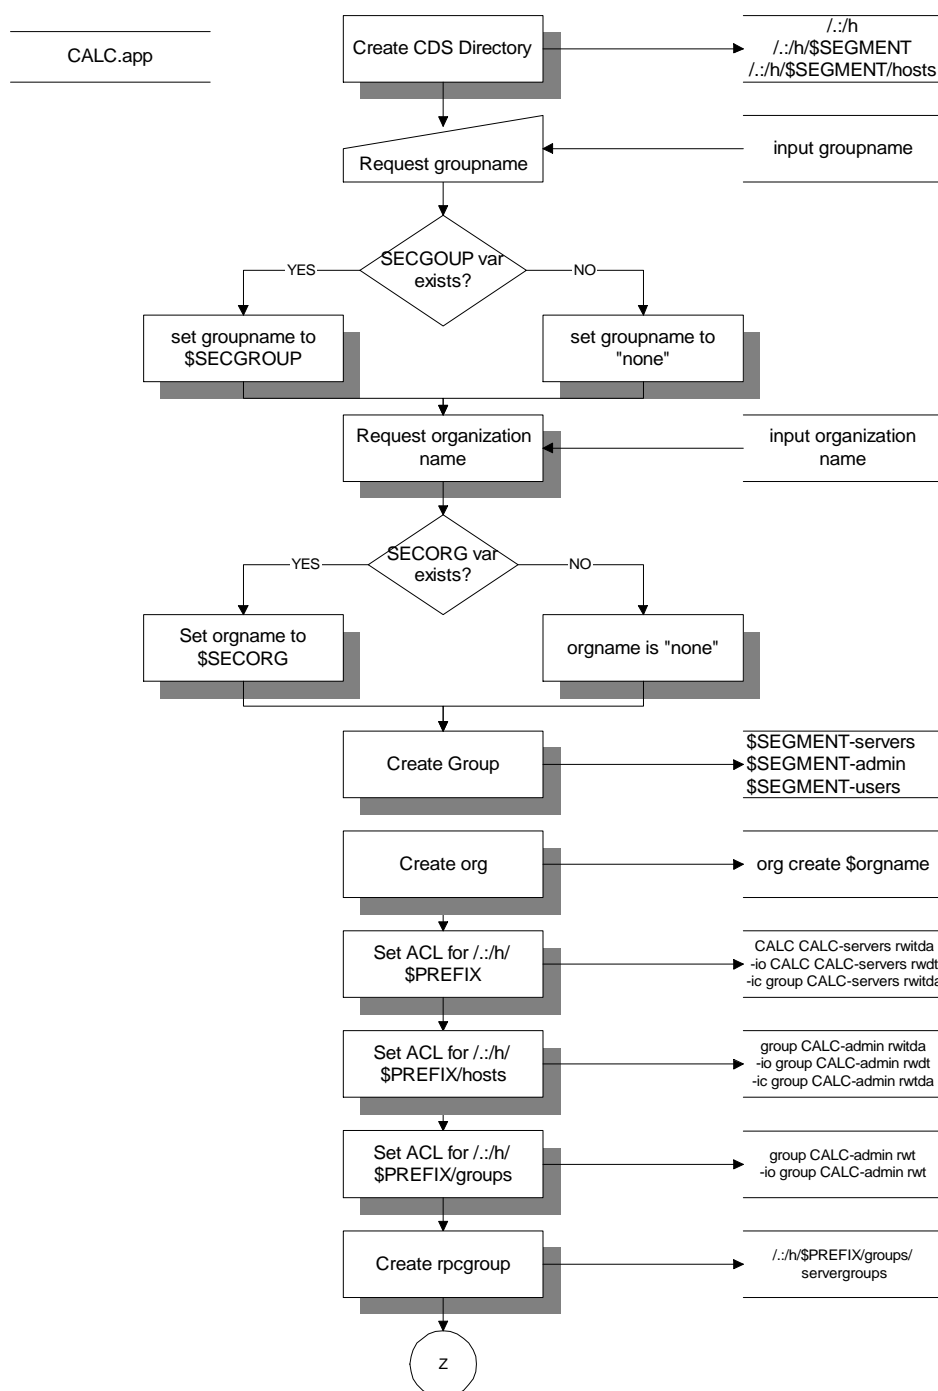 CALC.app
Create CDS Directory
/.:/h
/.:/h/$SEGMENT
/.:/h/$SEGMENT/hosts
Request groupname
input groupname
SECGOUP var
exists?
YES
NO
set groupname to
$SECGROUP
set groupname to
"none"
Request organization
name
input organization
name
SECORG var
exists?
YES
NO
Set orgname to
$SECORG
orgname is "none"
Create Group
$SEGMENT-servers
$SEGMENT-admin
$SEGMENT-users
Create org
org create $orgname
Set ACL for /.:/h/
$PREFIX
CALC CALC-servers rwitda
-io CALC CALC-servers rwdt
-ic group CALC-servers rwitda
Set ACL for /.:/h/
$PREFIX/hosts
group CALC-admin rwitda
-io group CALC-admin rwdt
-ic group CALC-admin rwtda
Set ACL for /.:/h/
$PREFIX/groups
group CALC-admin rwt
-io group CALC-admin rwt
Create rpcgroup
/.:/h/$PREFIX/groups/
servergroups
Z